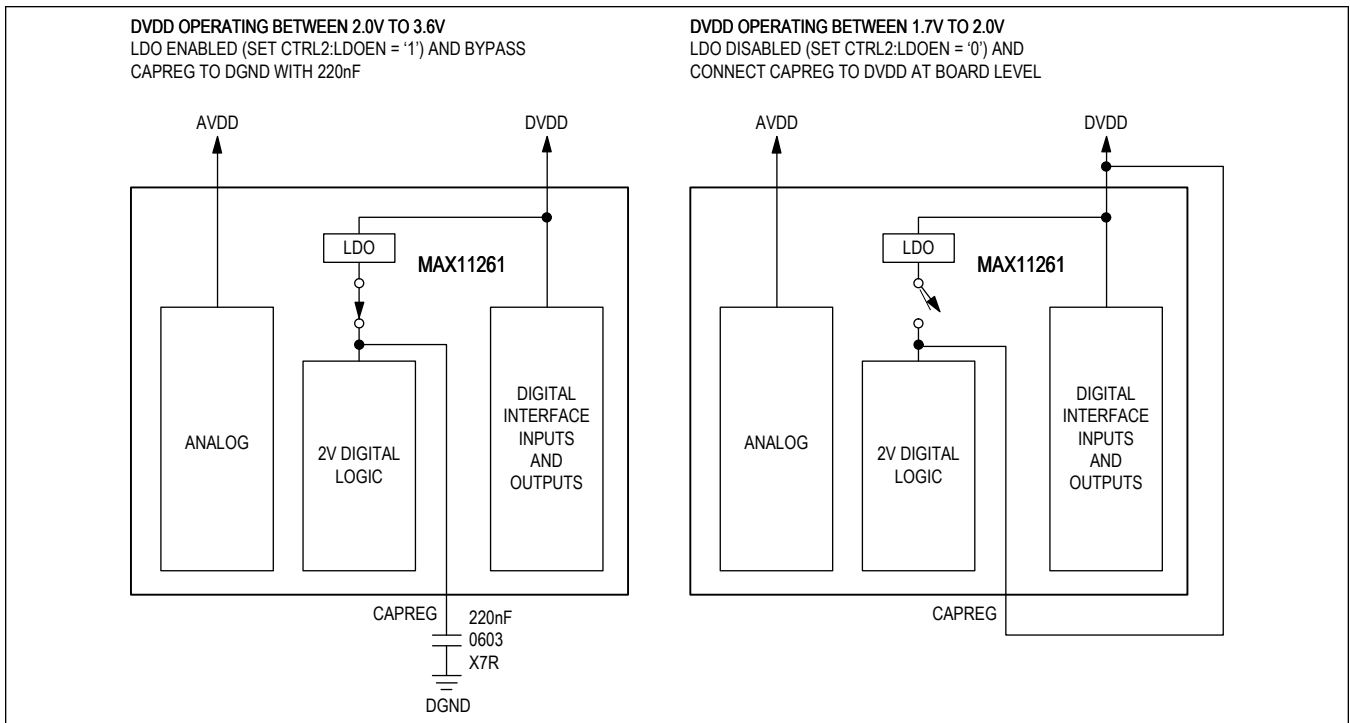 DVDD OPERATING BETWEEN 2.0V TO 3.6V
LDO ENABLED (SET CTRL2:LDOEN = ‘1’) AND BYPASS
CAPREG TO DGND WITH 220nF
AVDD
DVDD
LDO
MAX11261
ANALOG
2V DIGITAL
LOGIC
DIGITAL
INTERFACE
INPUTS
AND
OUTPUTS
CAPREG
220nF
0603
X7R
DGND
DVDD OPERATING BETWEEN 1.7V TO 2.0V
LDO DISABLED (SET CTRL2:LDOEN = ‘0’) AND
CONNECT CAPREG TO DVDD AT BOARD LEVEL
AVDD
DVDD
LDO
MAX11261
ANALOG
2V DIGITAL
LOGIC
DIGITAL
INTERFACE
INPUTS
AND
OUTPUTS
CAPREG